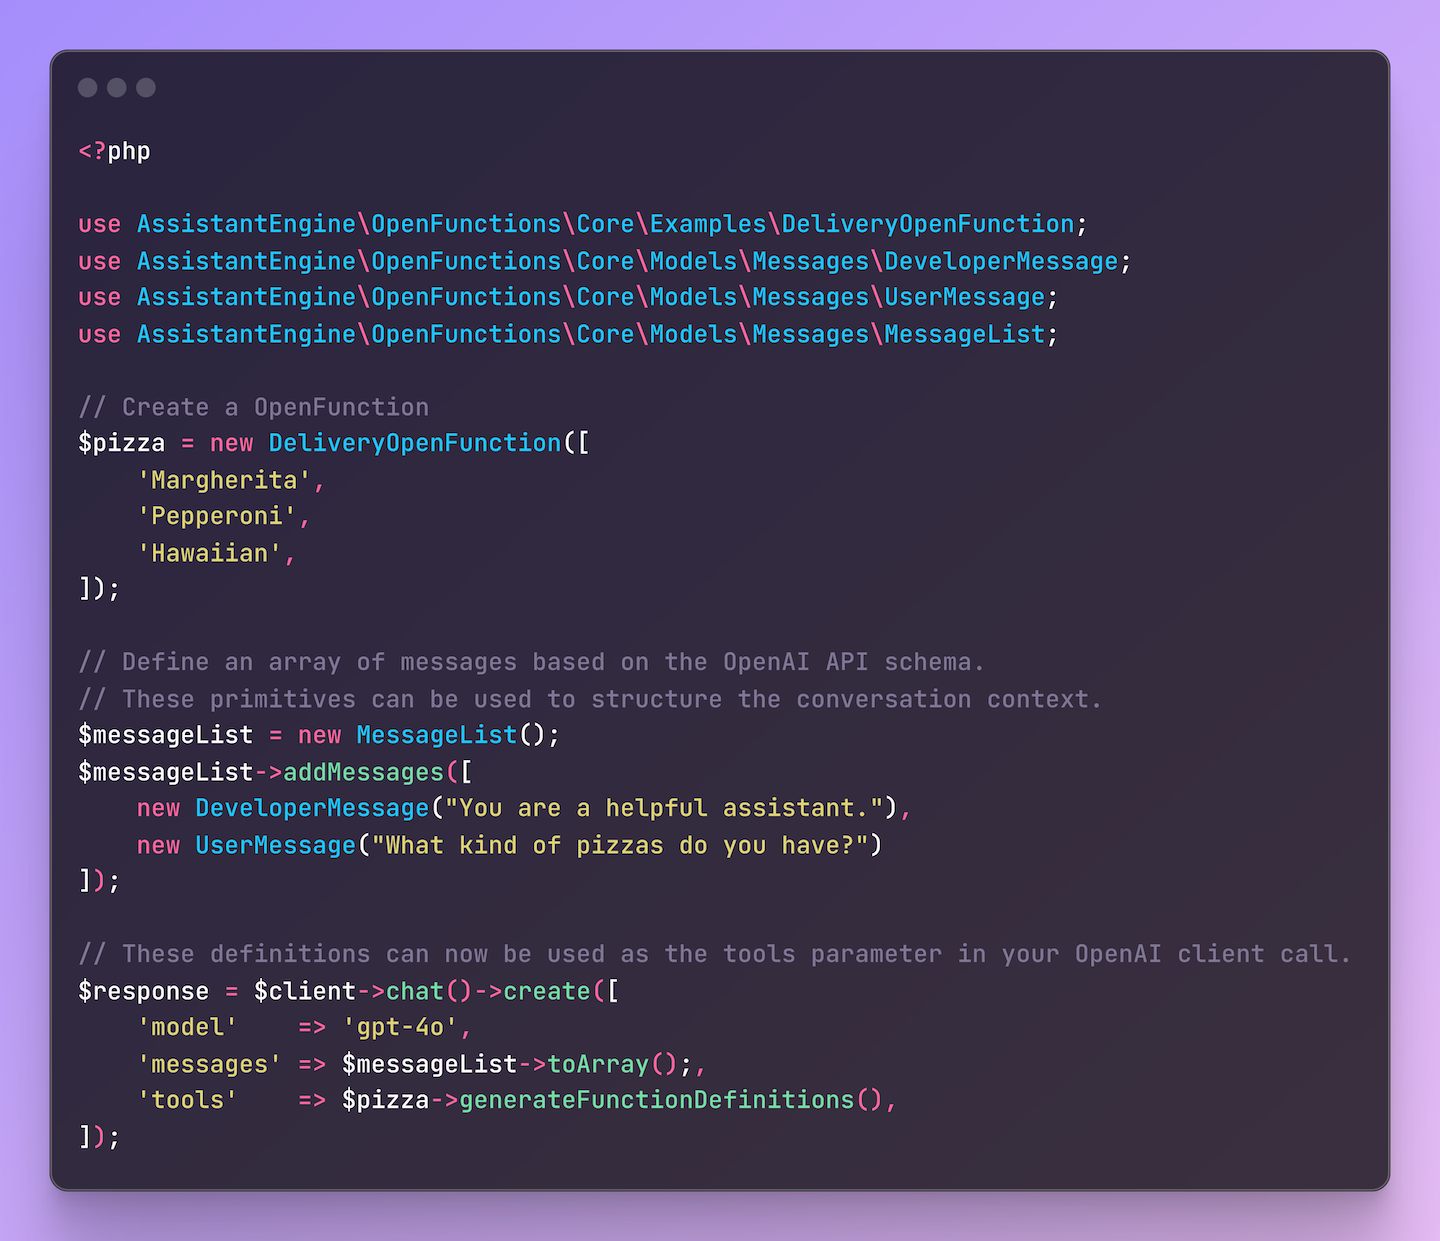 <?php
use AssistantEngine\OpenFunctions\Core\Examples\DeliveryOpenFunction;
use AssistantEngine\OpenFunctions\Core\Models\Messages\DeveloperMessage;
use AssistantEngine\OpenFunctions\Core\Models\Messages\UserMessage;
use AssistantEngine\OpenFunctions\Core\Models\Messages\MessageList;
// Create a OpenFunction
$pizza = new DeliveryOpenFunction([
    'Margherita',
    'Pepperoni',
    'Hawaiian',
]);
// Define an array of messages based on the OpenAI API schema.
// These primitives can be used to structure the conversation context.
$messageList = new MessageList();
$messageList->addMessages([
    new DeveloperMessage("You are a helpful assistant."),
    new UserMessage("What kind of pizzas do you have?")
]);
// These definitions can now be used as the tools parameter in your OpenAI client call.
$response = $client->chat()->create([
    'model'    => 'gpt-4o',
    'messages' => $messageList->toArray();,
    'tools'    => $pizza->generateFunctionDefinitions(),
]);